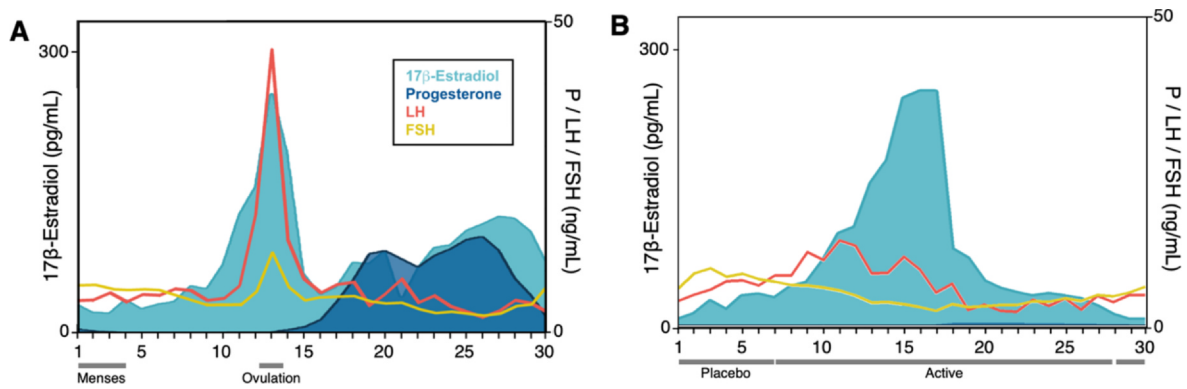 A
300
0
17β-Estradiol (pg/mL)
50
0
P / LH / FSH (ng/mL)
17β-Estradiol
Progesterone
LH
FSH
1 5 10 15 20 25 30
Menses Ovulation
B
300
0
17β-Estradiol (pg/mL)
50
0
P / LH / FSH (ng/mL)
1 5 10 15 20 25 30
Placebo Active